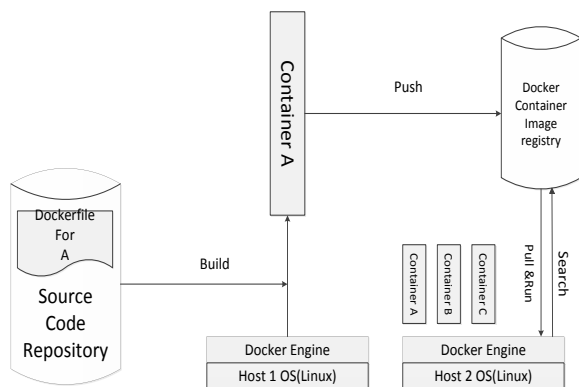 Container A
Push
Docker
Container
Image
registry
Dockerfile
For
A
Source
Code
Repository
Build
Container A
Container B
Container C
Pull &Run
Search
Docker Engine
Host 1 OS(Linux)
Docker Engine
Host 2 OS(Linux)